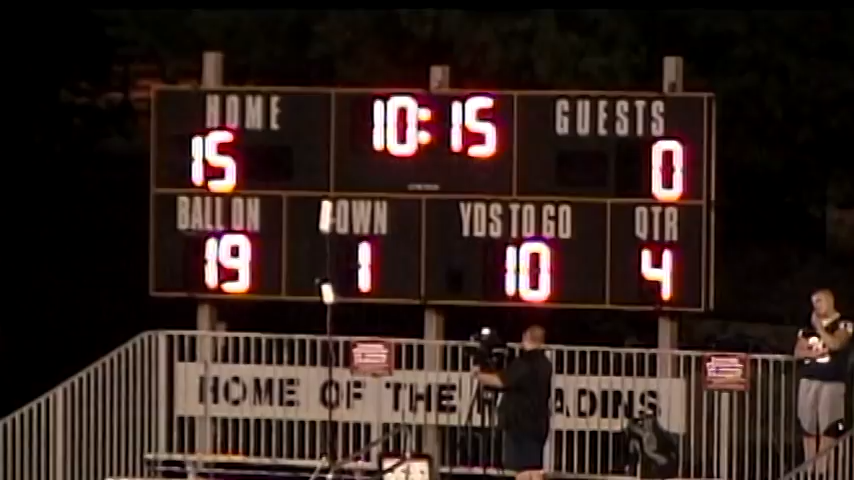 HOME 10:15 GUESTS
15 0
BALL ON DOWN YDS TO GO QTR
19 1 10 4
HOME OF THE ADINS